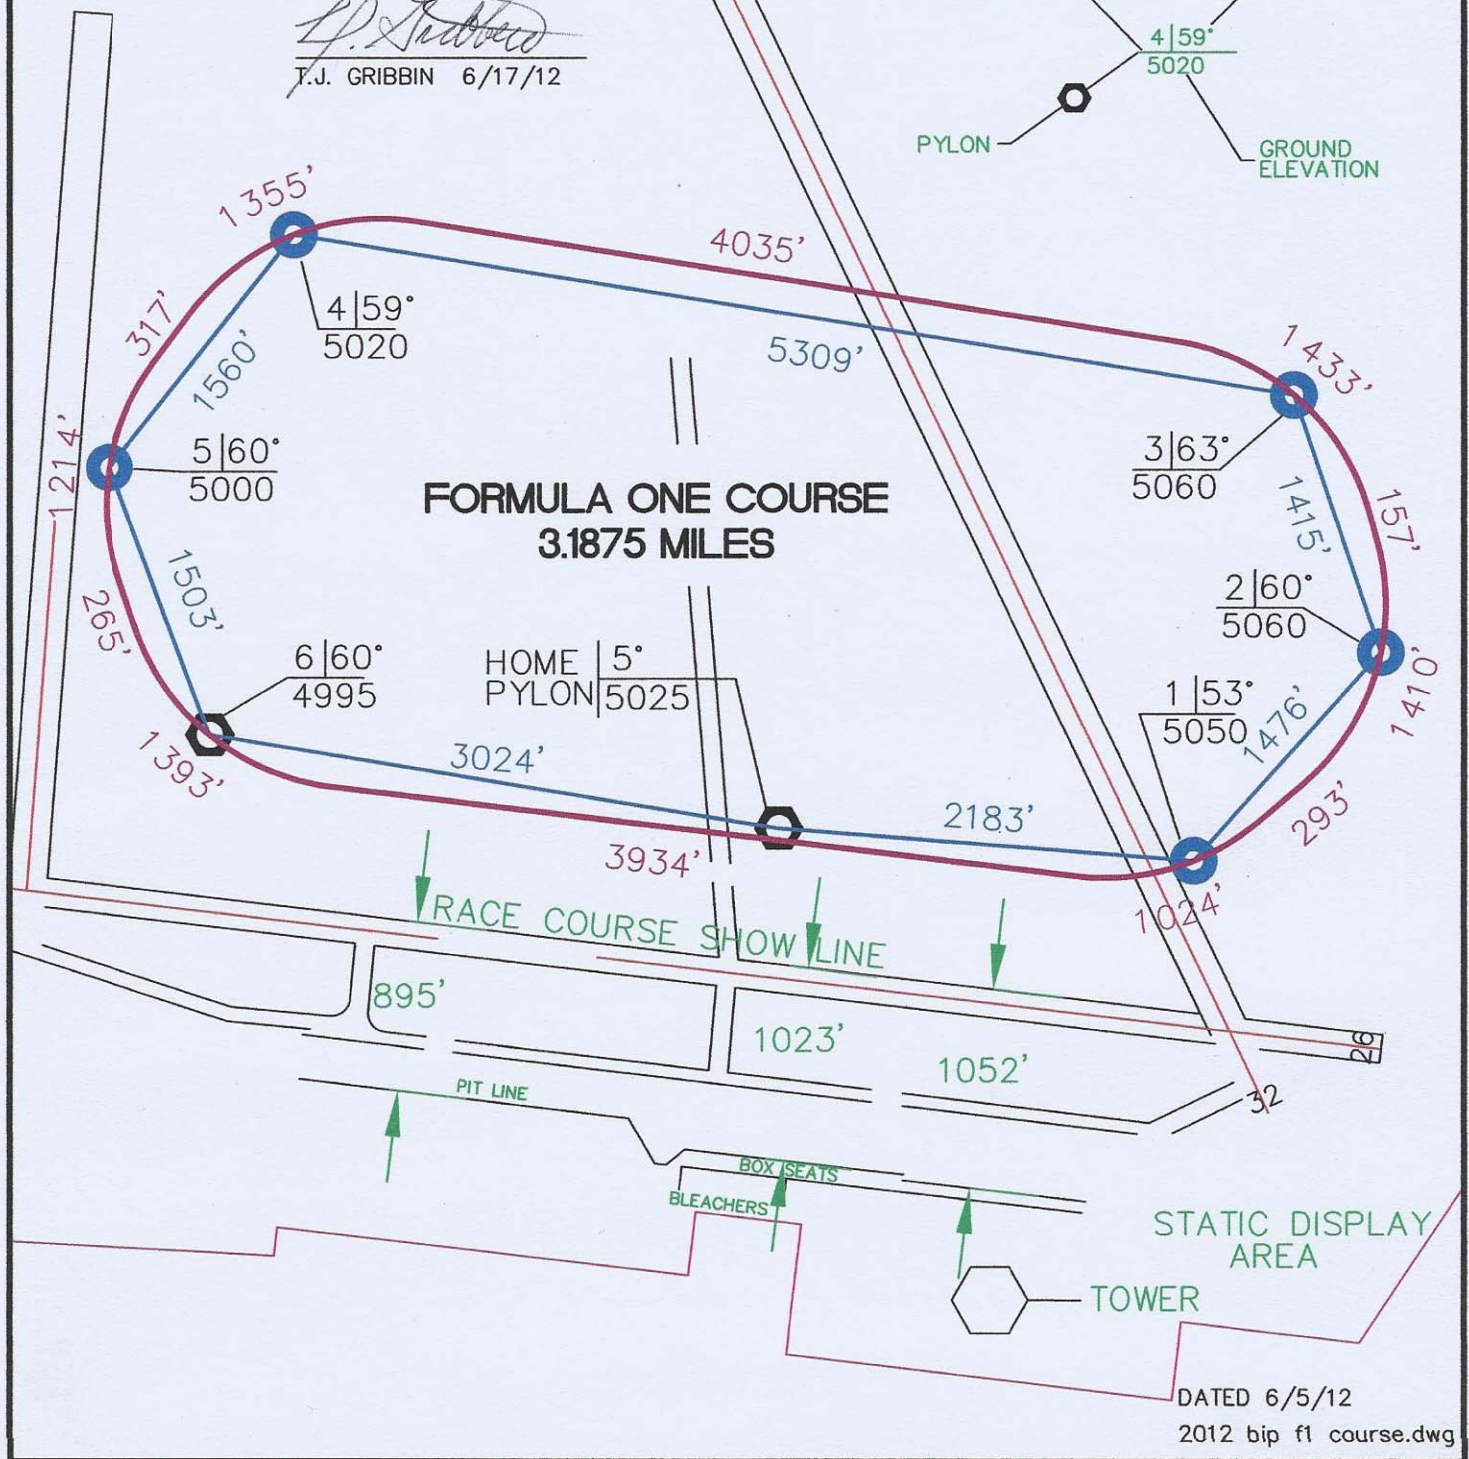 T.J. GRIBBIN 6/17/12
4|59°
5020
PYLON
GROUND
ELEVATION
1355'
4035'
317'
4|59°
5020
1560'
5309'
1433'
1214'
5|60°
5000
FORMULA ONE COURSE
3.1875 MILES
3|63°
5060
1415'
157'
1503'
265'
2|60°
5060
6|60°
4995
HOME
PYLON
5°
5025
1|53°
5050
1476'
1410'
1393'
3024'
2183'
293'
3934'
1024'
RACE COURSE SHOW LINE
895'
1023'
1052'
26
32
PIT LINE
BOX SEATS
BLEACHERS
STATIC DISPLAY
AREA
TOWER
DATED 6/5/12
2012 bip f1 course.dwg